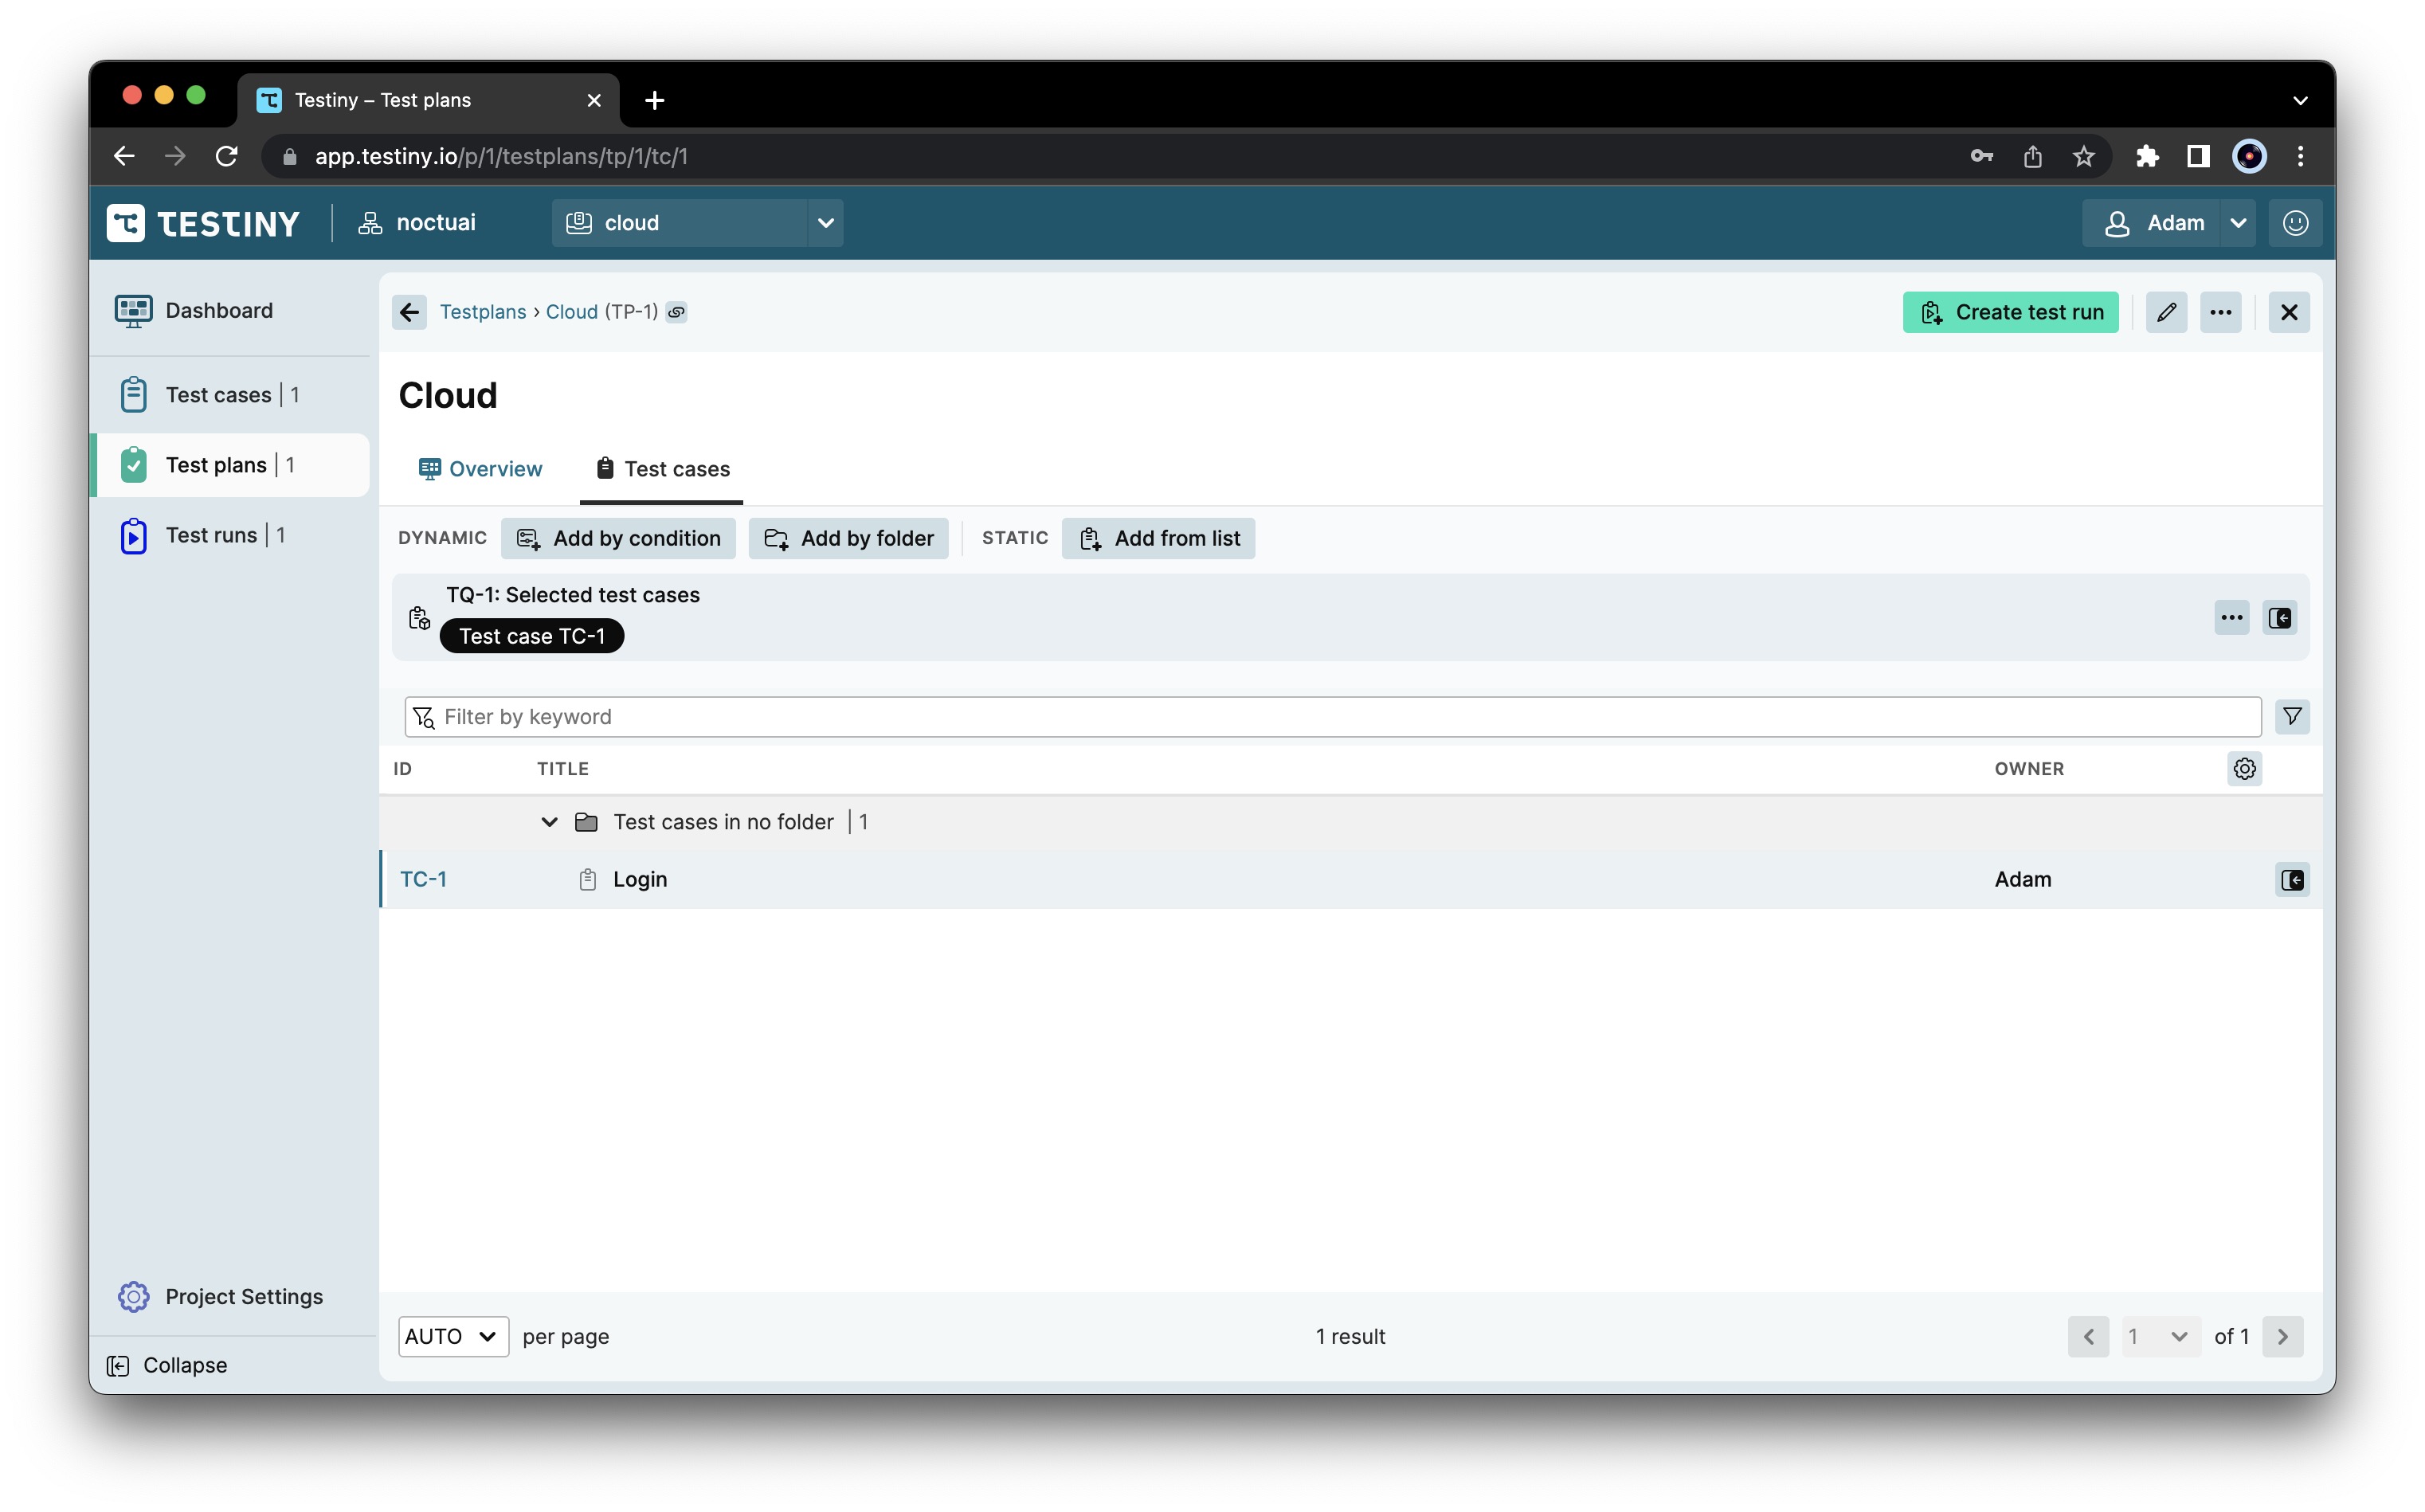 Testiny – Test plans
app.testiny.io/p/1/testplans/tp/1/tc/1
TESTINY
noctuai
cloud
Adam
Dashboard
Test cases | 1
Test plans | 1
Test runs | 1
Project Settings
Collapse
Testplans › Cloud (TP-1)
Create test run
Cloud
Overview
Test cases
DYNAMIC
Add by condition
Add by folder
STATIC
Add from list
TQ-1: Selected test cases
Test case TC-1
Filter by keyword
ID
TITLE
OWNER
Test cases in no folder | 1
TC-1
Login
Adam
AUTO
per page
1 result
1
of 1